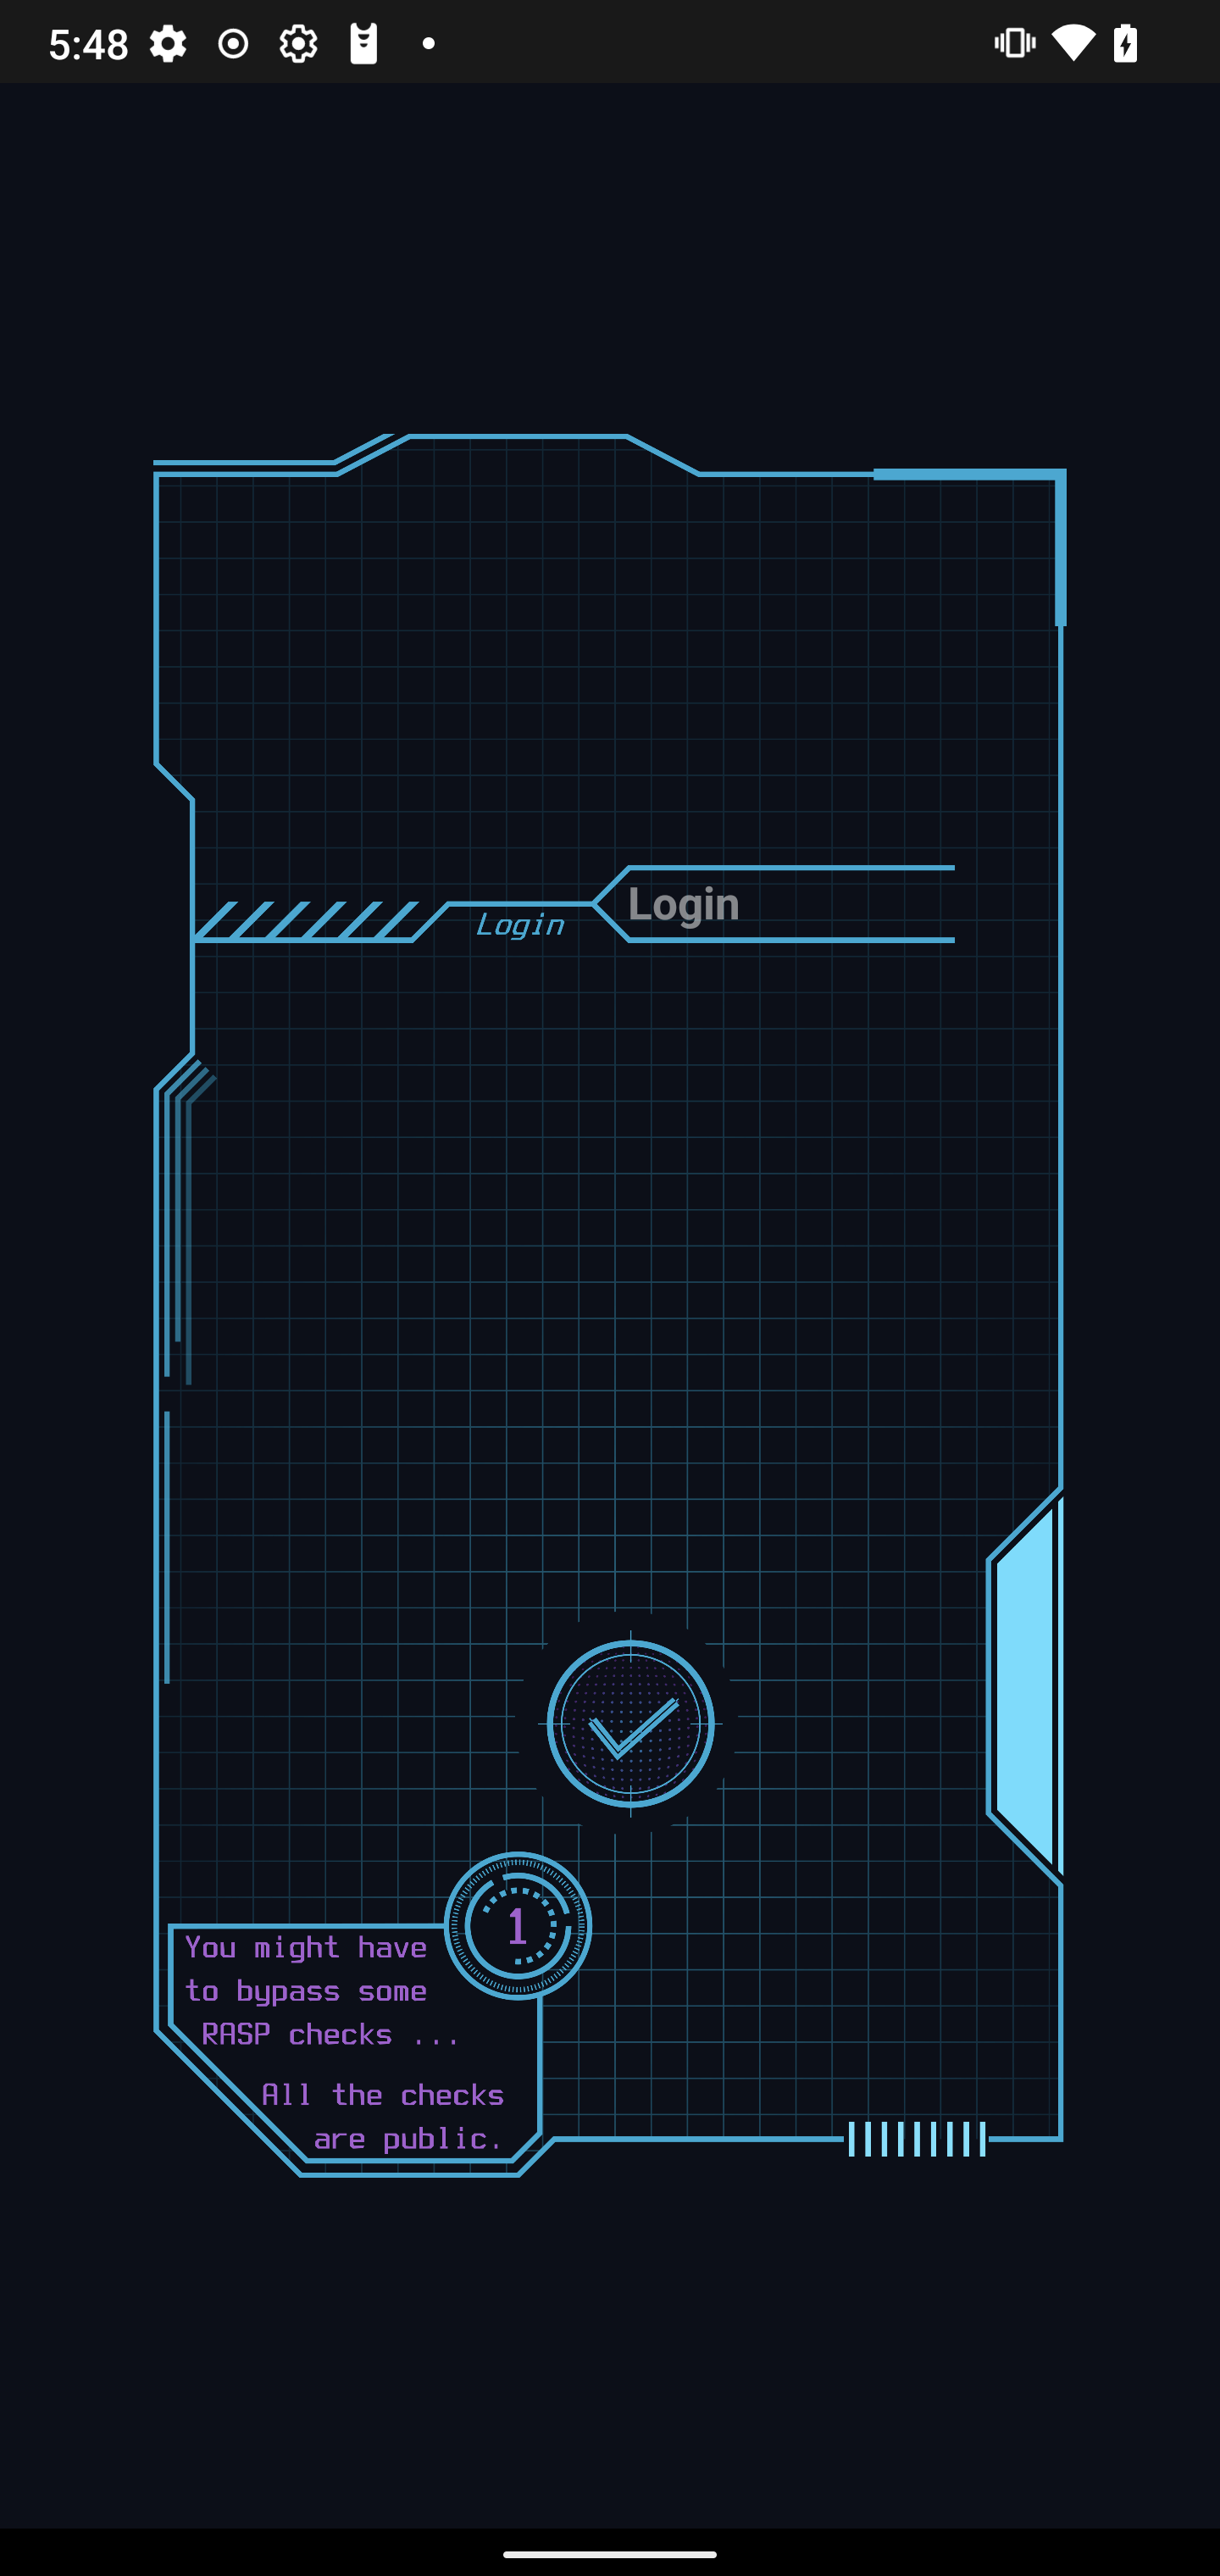 5:48
Login
Login
1
You might have
to bypass some
RASP checks ...
All the checks
are public.